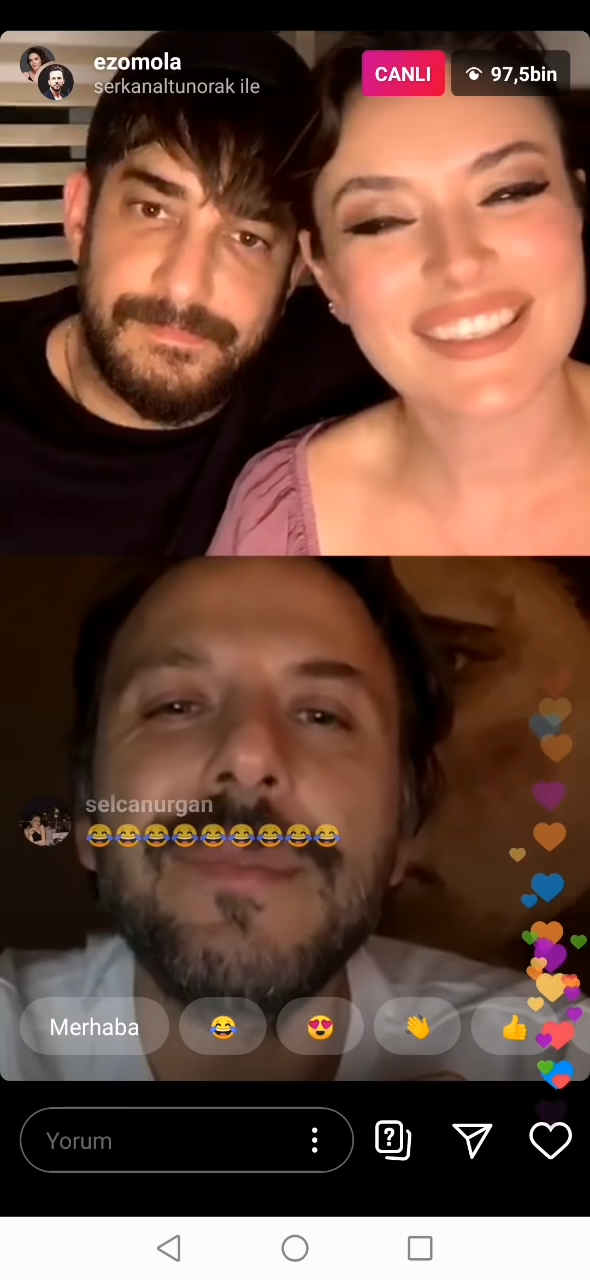 ezomola
serkanaltunorak ile
CANLI
97,5bin
selcanurgan
😂😂😂😂😂😂😂😂😂
Merhaba
Yorum